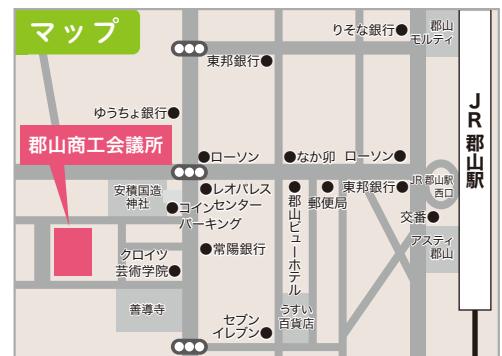 マップ
りそな銀行
郡山
モルティ
東邦銀行
ゆうちょ銀行
JR郡山駅
郡山商工会議所
ローソン
なか卯
ローソン
JR郡山駅
西口
安積国造
神社
レオパレス
センター
コイン
パーキング
郡山ビューホテル
郵便局
東邦銀行
交番
アスティ
郡山
クロイツ
芸術学院
常陽銀行
善導寺
うすい
百貨店
セブン
イレブン